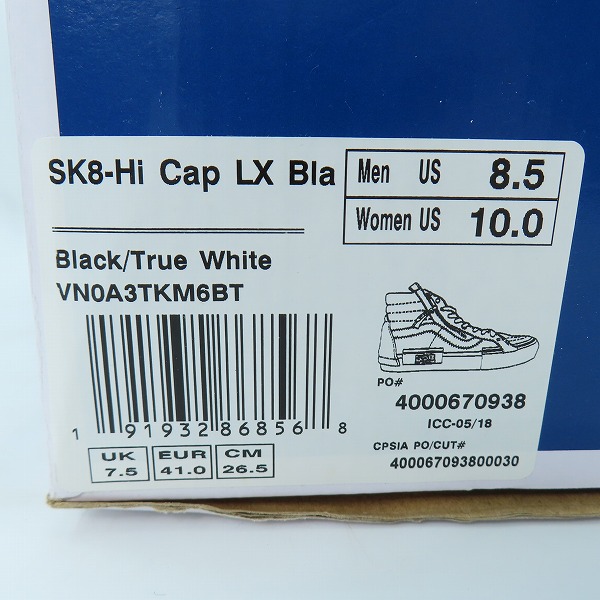 SK8-Hi Cap LX Bla
Men US 8.5
Women US 10.0
Black/True White
VN0A3TKM6BT
1 91932 86856 8
PO#
4000670938
ICC-05/18
CPSIA PO/CUT#
400067093800030
UK EUR CM
7.5 41.0 26.5